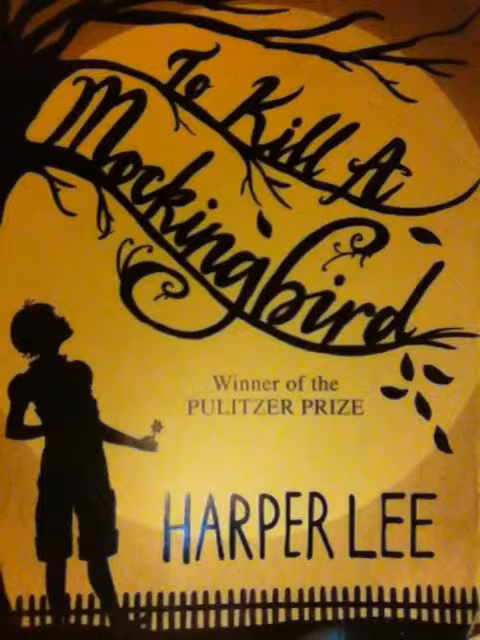 To Kill A
Mockingbird
Winner of the
PULITZER PRIZE
HARPER LEE